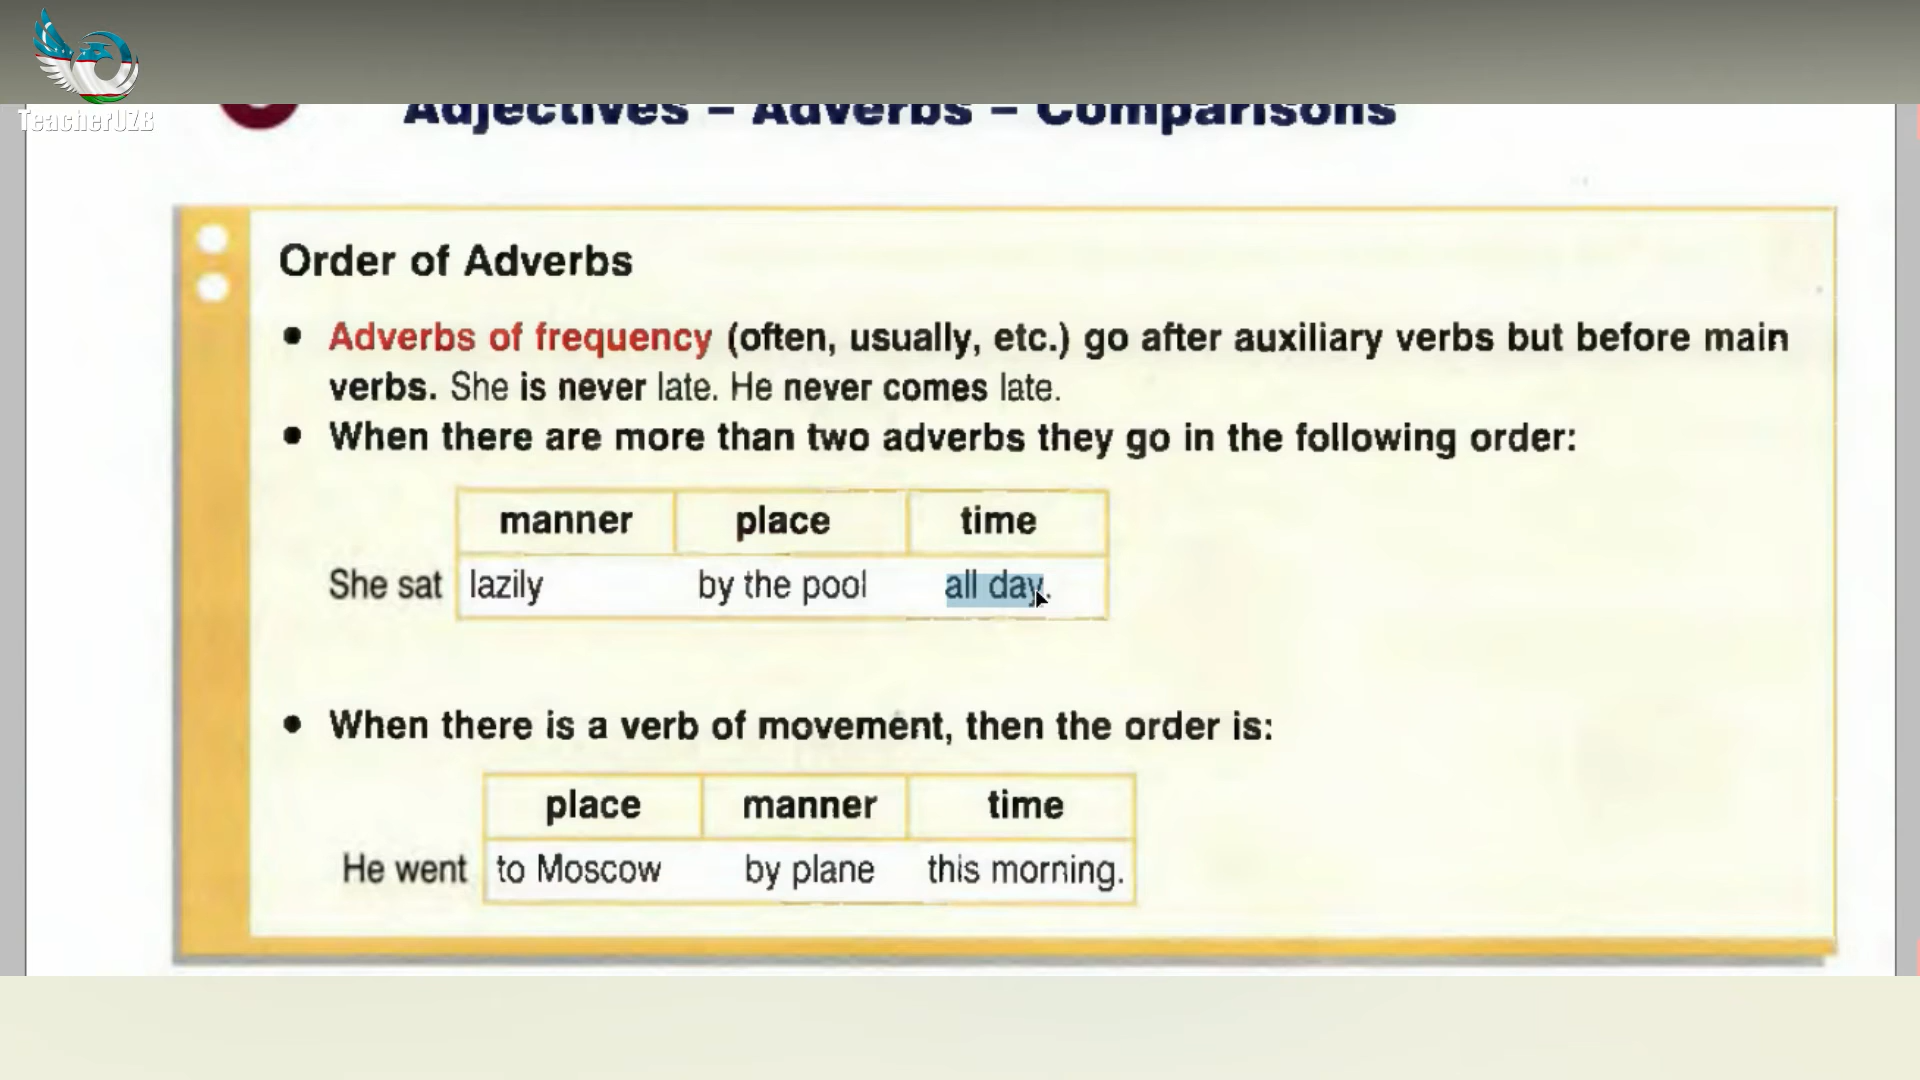 TeacherUZB
Adjectives – Adverbs – Comparisons
Order of Adverbs
• Adverbs of frequency (often, usually, etc.) go after auxiliary verbs but before main
verbs. She is never late. He never comes late.
• When there are more than two adverbs they go in the following order:
manner place time
She sat lazily by the pool all day.
• When there is a verb of movement, then the order is:
place manner time
He went to Moscow by plane this morning.